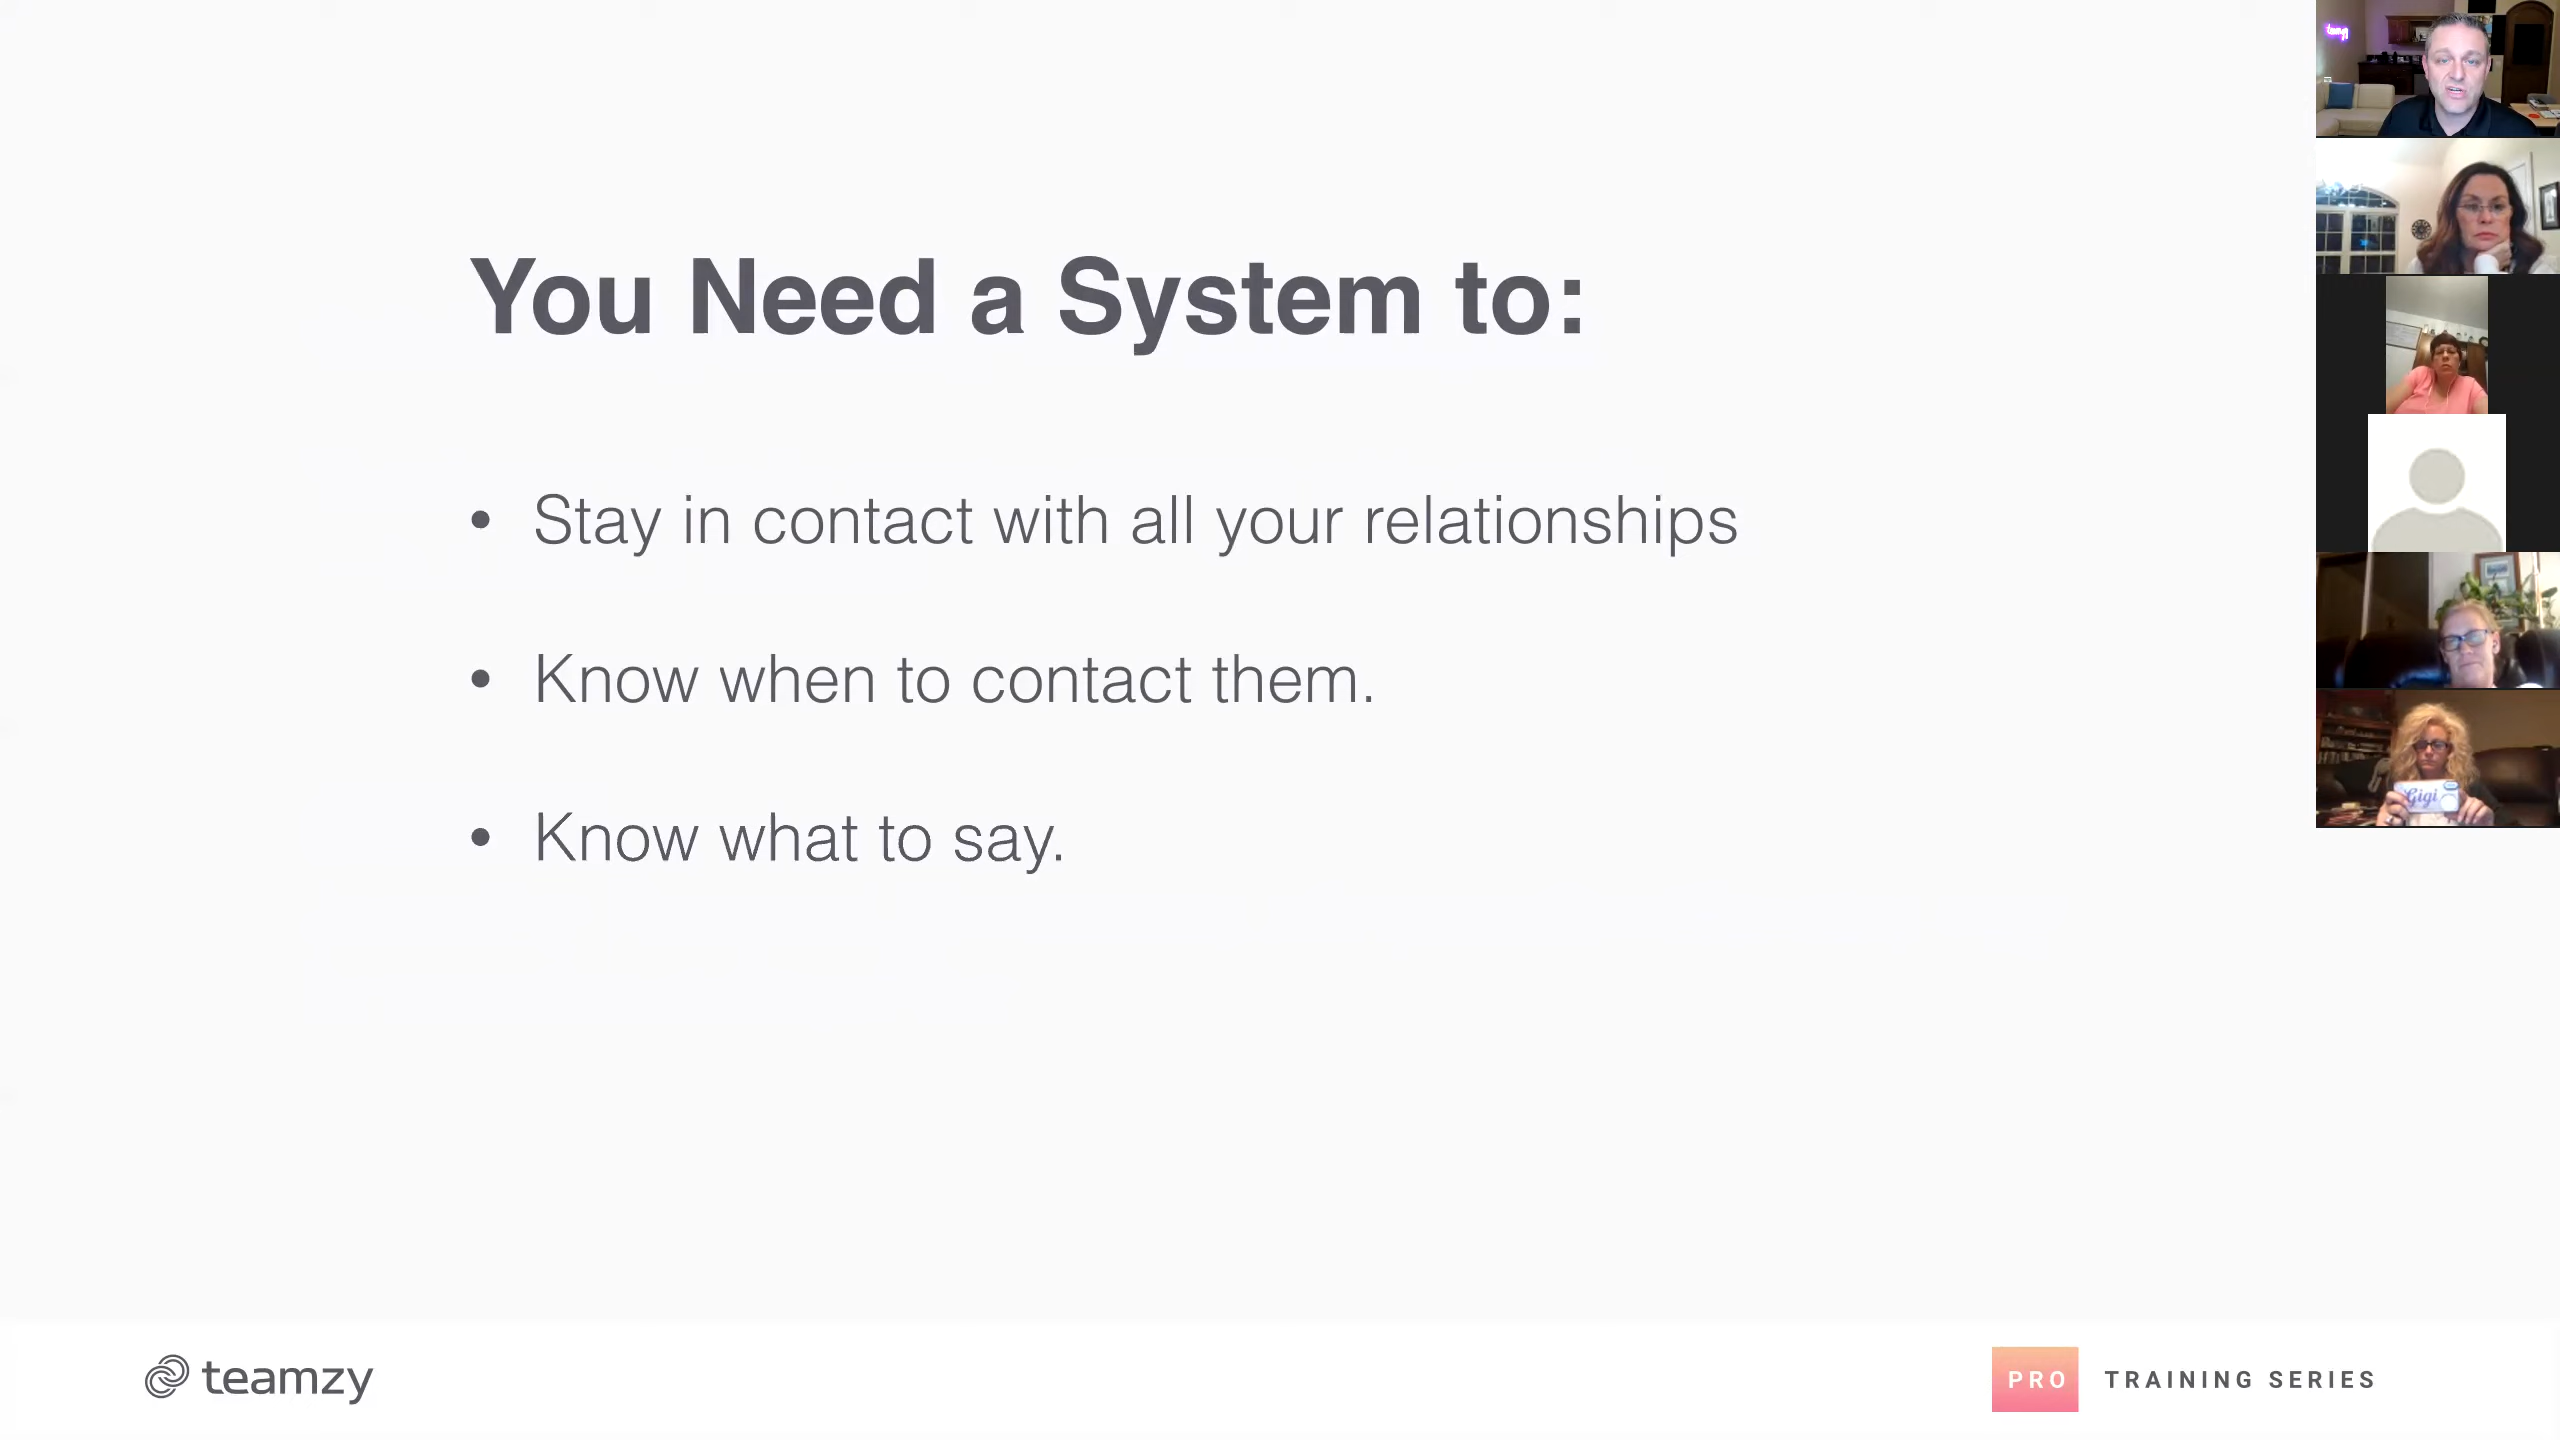 You Need a System to:
• Stay in contact with all your relationships
• Know when to contact them.
• Know what to say.
teamzy
PRO TRAINING SERIES
Gigi